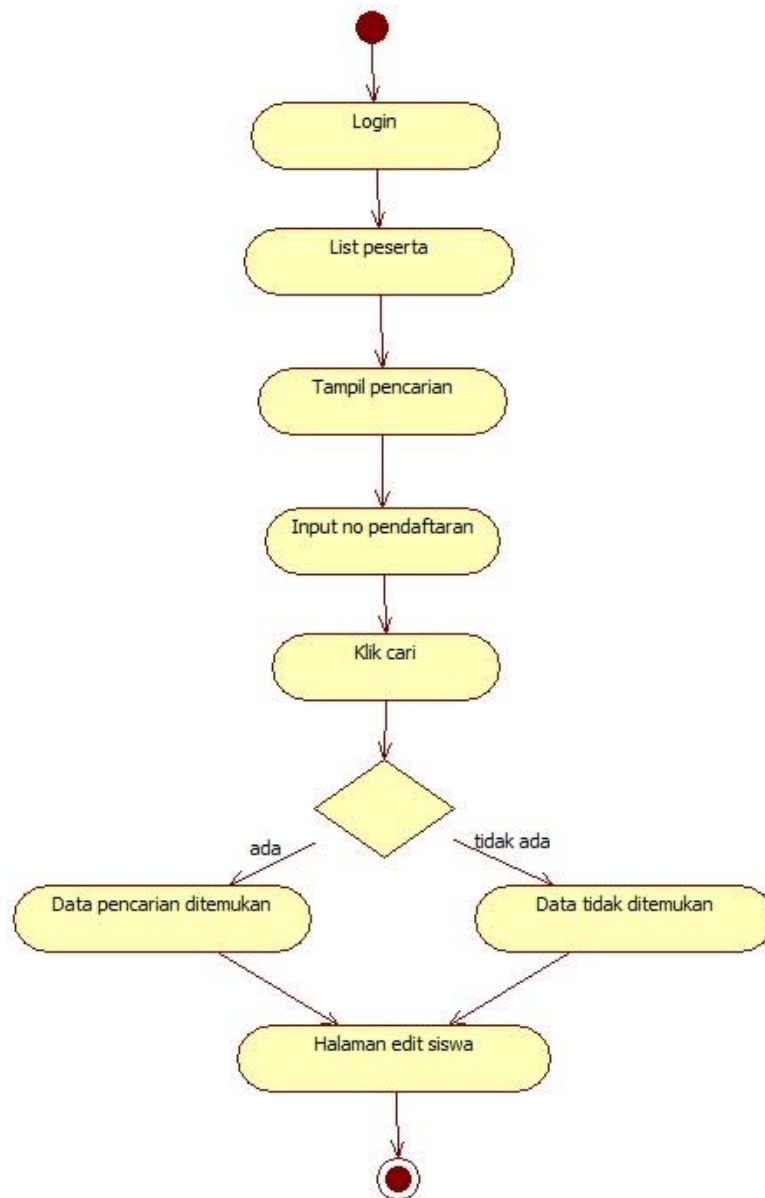 Login
List peserta
Tampil pencarian
Input no pendaftaran
Klik cari
ada
tidak ada
Data pencarian ditemukan
Data tidak ditemukan
Halaman edit siswa